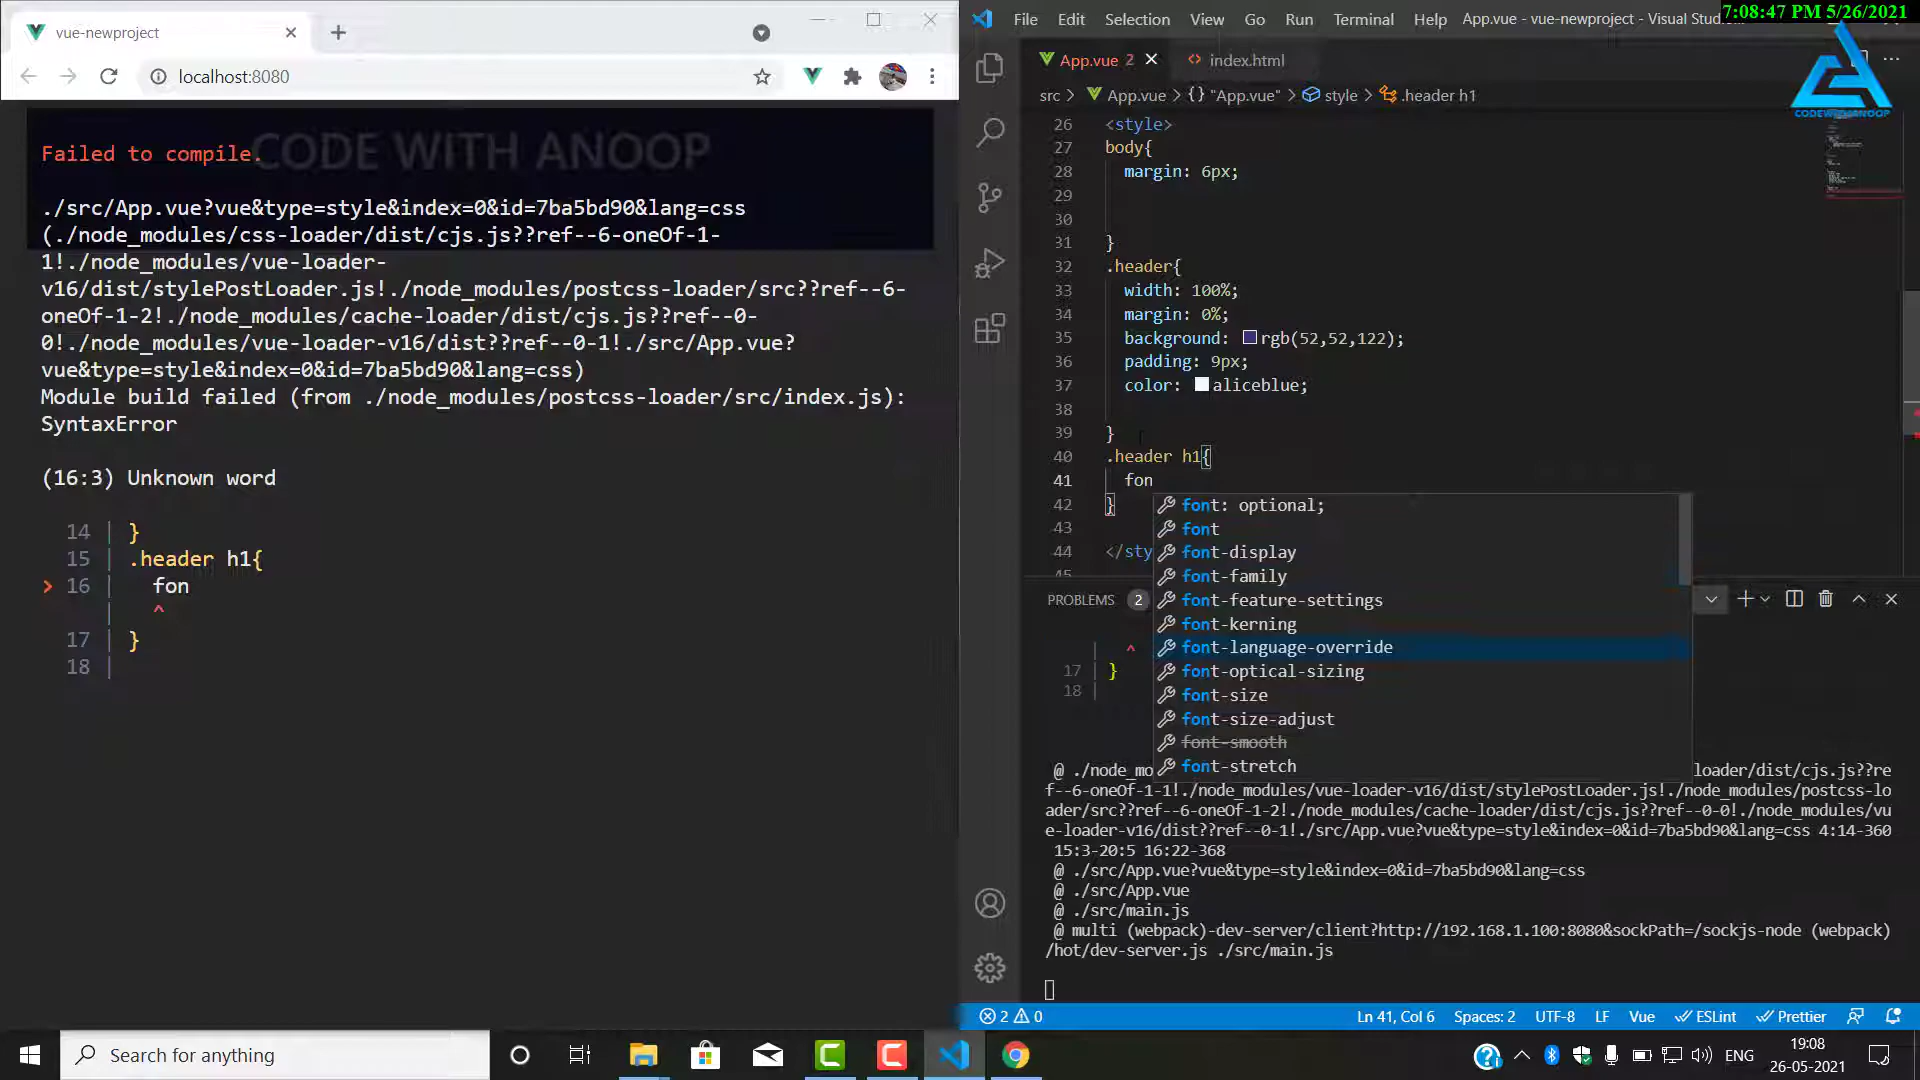 vue-newproject
localhost:8080
CODE WITH ANOOP
Failed to compile.
./src/App.vue?vue&type=style&index=0&id=7ba5bd90&lang=css
(./node_modules/css-loader/dist/cjs.js??ref--6-oneOf-1-
1!./node_modules/vue-loader-
v16/dist/stylePostLoader.js!./node_modules/postcss-loader/src??ref--6-
oneOf-1-2!./node_modules/cache-loader/dist/cjs.js??ref--0-
0!./node_modules/vue-loader-v16/dist??ref--0-1!./src/App.vue?
vue&type=style&index=0&id=7ba5bd90&lang=css)
Module build failed (from ./node_modules/postcss-loader/src/index.js):
SyntaxError
(16:3) Unknown word
14 | }
15 | .header h1{
> 16 | fon
| ^
17 | }
18 |
File Edit Selection View Go Run Terminal Help App.vue - vue-newproject - Visual Studi...
7:08:47 PM 5/26/2021
App.vue 2
index.html
CODEWITHANOOP
src > App.vue > {} "App.vue" > style > .header h1
26 <style>
27 body{
28 margin: 6px;
29
30
31 }
32 .header{
33 width: 100%;
34 margin: 0%;
35 background: rgb(52,52,122);
36 padding: 9px;
37 color: aliceblue;
38
39 }
40 .header h1{
41 fon
42 }
43
44 </sty
45
font: optional;
font
font-display
font-family
font-feature-settings
font-kerning
font-language-override
font-optical-sizing
font-size
font-size-adjust
font-smooth
font-stretch
PROBLEMS 2
| ^
17 | }
18 |
@ ./node_mo loader/dist/cjs.js??re
f--6-oneOf-1-1!./node_modules/vue-loader-v16/dist/stylePostLoader.js!./node_modules/postcss-lo
ader/src??ref--6-oneOf-1-2!./node_modules/cache-loader/dist/cjs.js??ref--0-0!./node_modules/vu
e-loader-v16/dist??ref--0-1!./src/App.vue?vue&type=style&index=0&id=7ba5bd90&lang=css 4:14-360
15:3-20:5 16:22-368
@ ./src/App.vue?vue&type=style&index=0&id=7ba5bd90&lang=css
@ ./src/App.vue
@ ./src/main.js
@ multi (webpack)-dev-server/client?http://192.168.1.100:8080&sockPath=/sockjs-node (webpack)
/hot/dev-server.js ./src/main.js
2 0
Ln 41, Col 6 Spaces: 2 UTF-8 LF Vue ESLint Prettier
Search for anything
ENG
19:08
26-05-2021